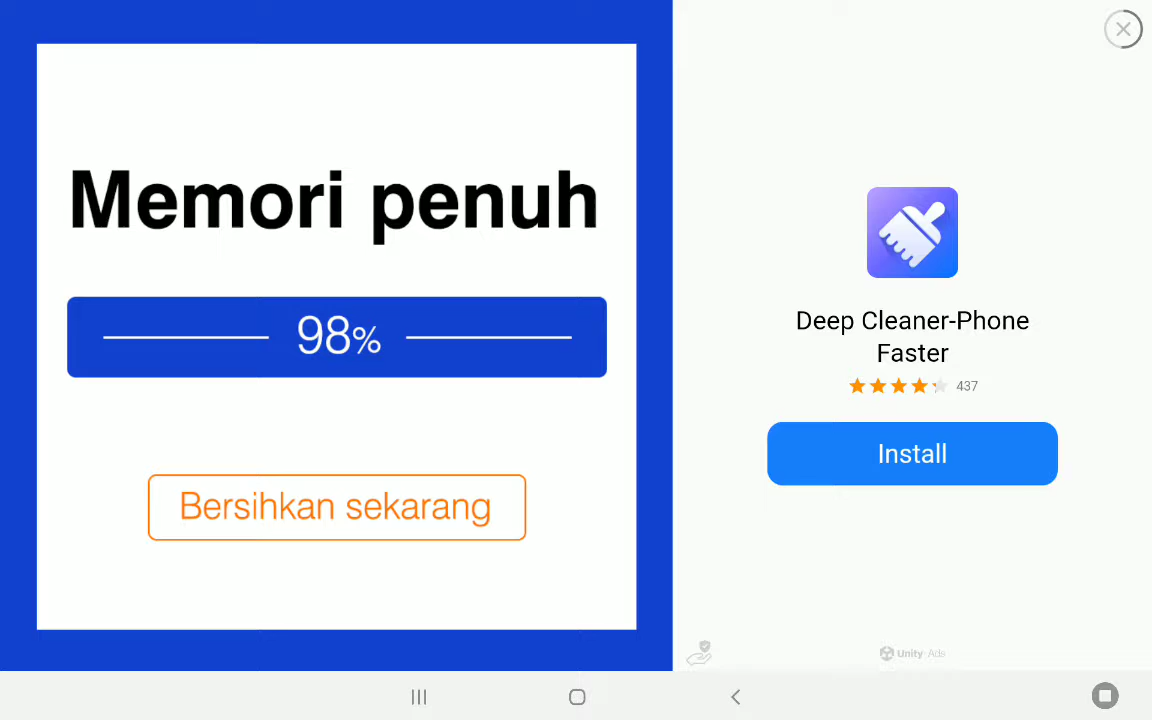 Memori penuh
98%
Bersihkan sekarang
Deep Cleaner-Phone
Faster
437
Install
Unity Ads